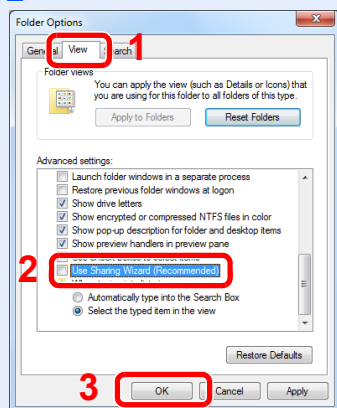 Folder Options
General View Search
1
Folder views
You can apply the view (such as Details or Icons) that
you are using for this folder to all folders of this type.
Apply to Folders Reset Folders
Advanced settings:
Launch folder windows in a separate process
Restore previous folder windows at logon
Show drive letters
Show encrypted or compressed NTFS files in color
Show pop-up description for folder and desktop items
Show preview handlers in preview pane
2
Use Sharing Wizard (Recommended)
Automatically type into the Search Box
Select the typed item in the view
Restore Defaults
3
OK Cancel Apply